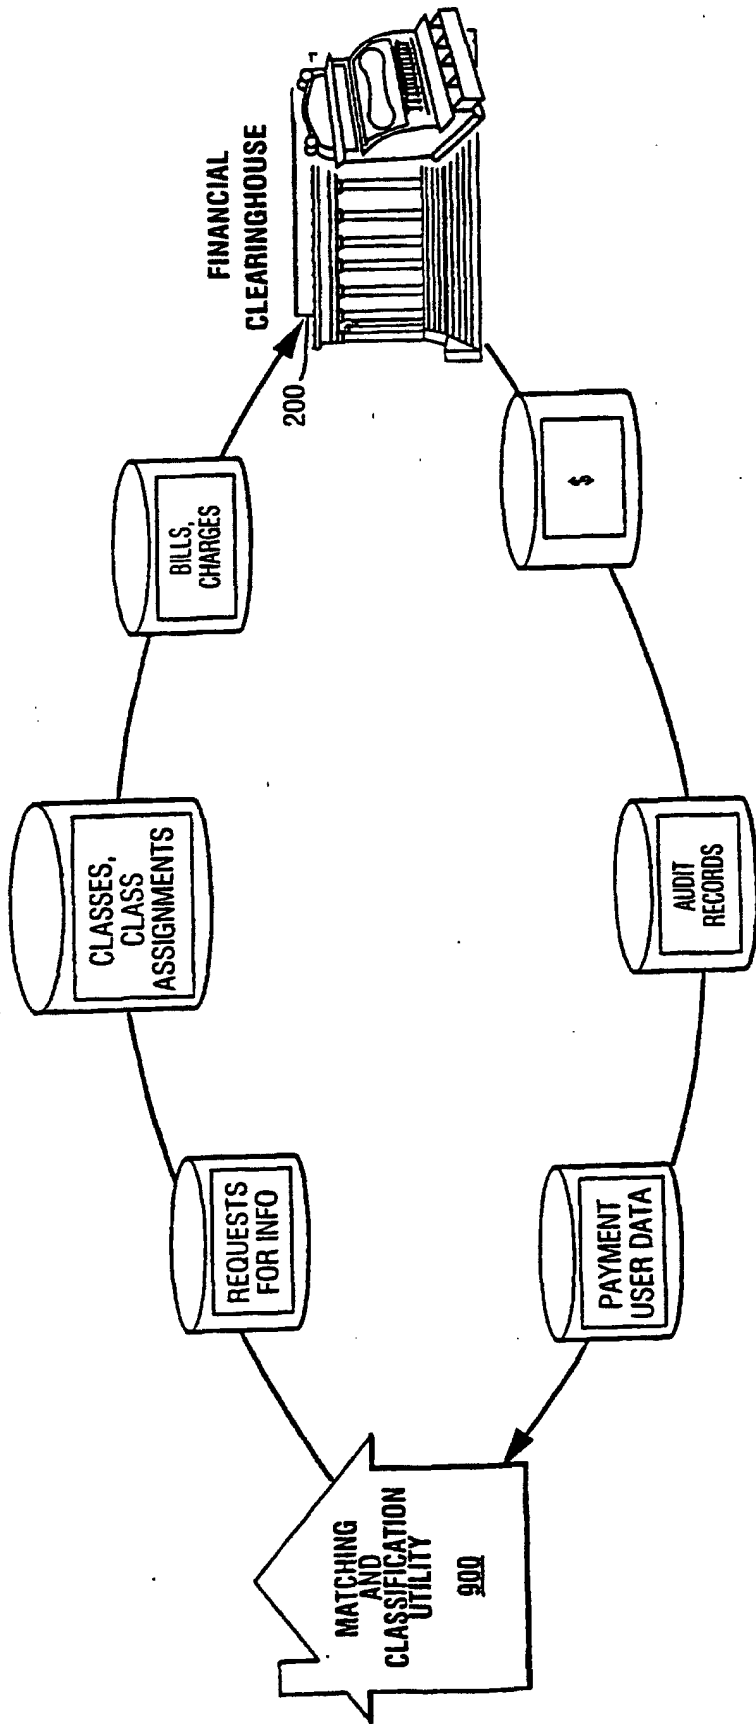 FINANCIAL
CLEARINGHOUSE
200
BILLS,
CHARGES
CLASSES,
CLASS
ASSIGNMENTS
REQUESTS
FOR INFO
MATCHING
AND
CLASSIFICATION
UTILITY
900
PAYMENT
USER DATA
AUDIT
RECORDS
$